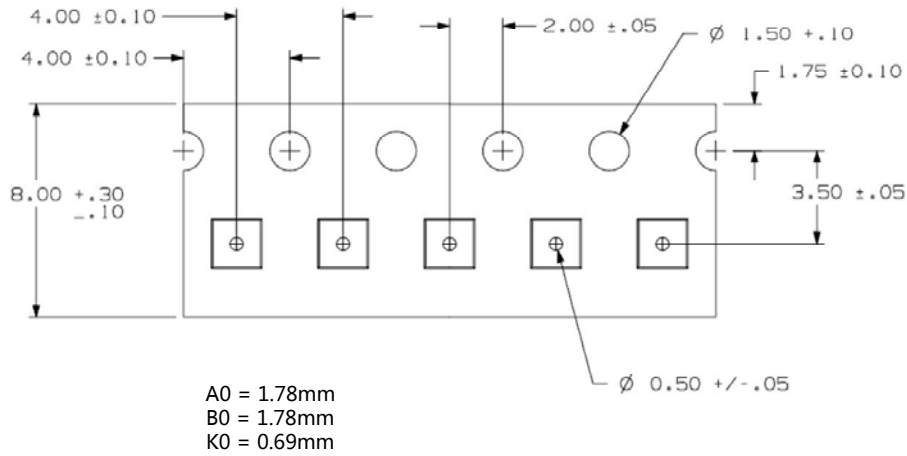 4.00 ±0.10
2.00 ±.05
Ø 1.50 +.10
4.00 ±0.10
1.75 ±0.10
8.00 +.30
-.10
3.50 ±.05
Ø 0.50 +/-.05
A0 = 1.78mm
B0 = 1.78mm
K0 = 0.69mm